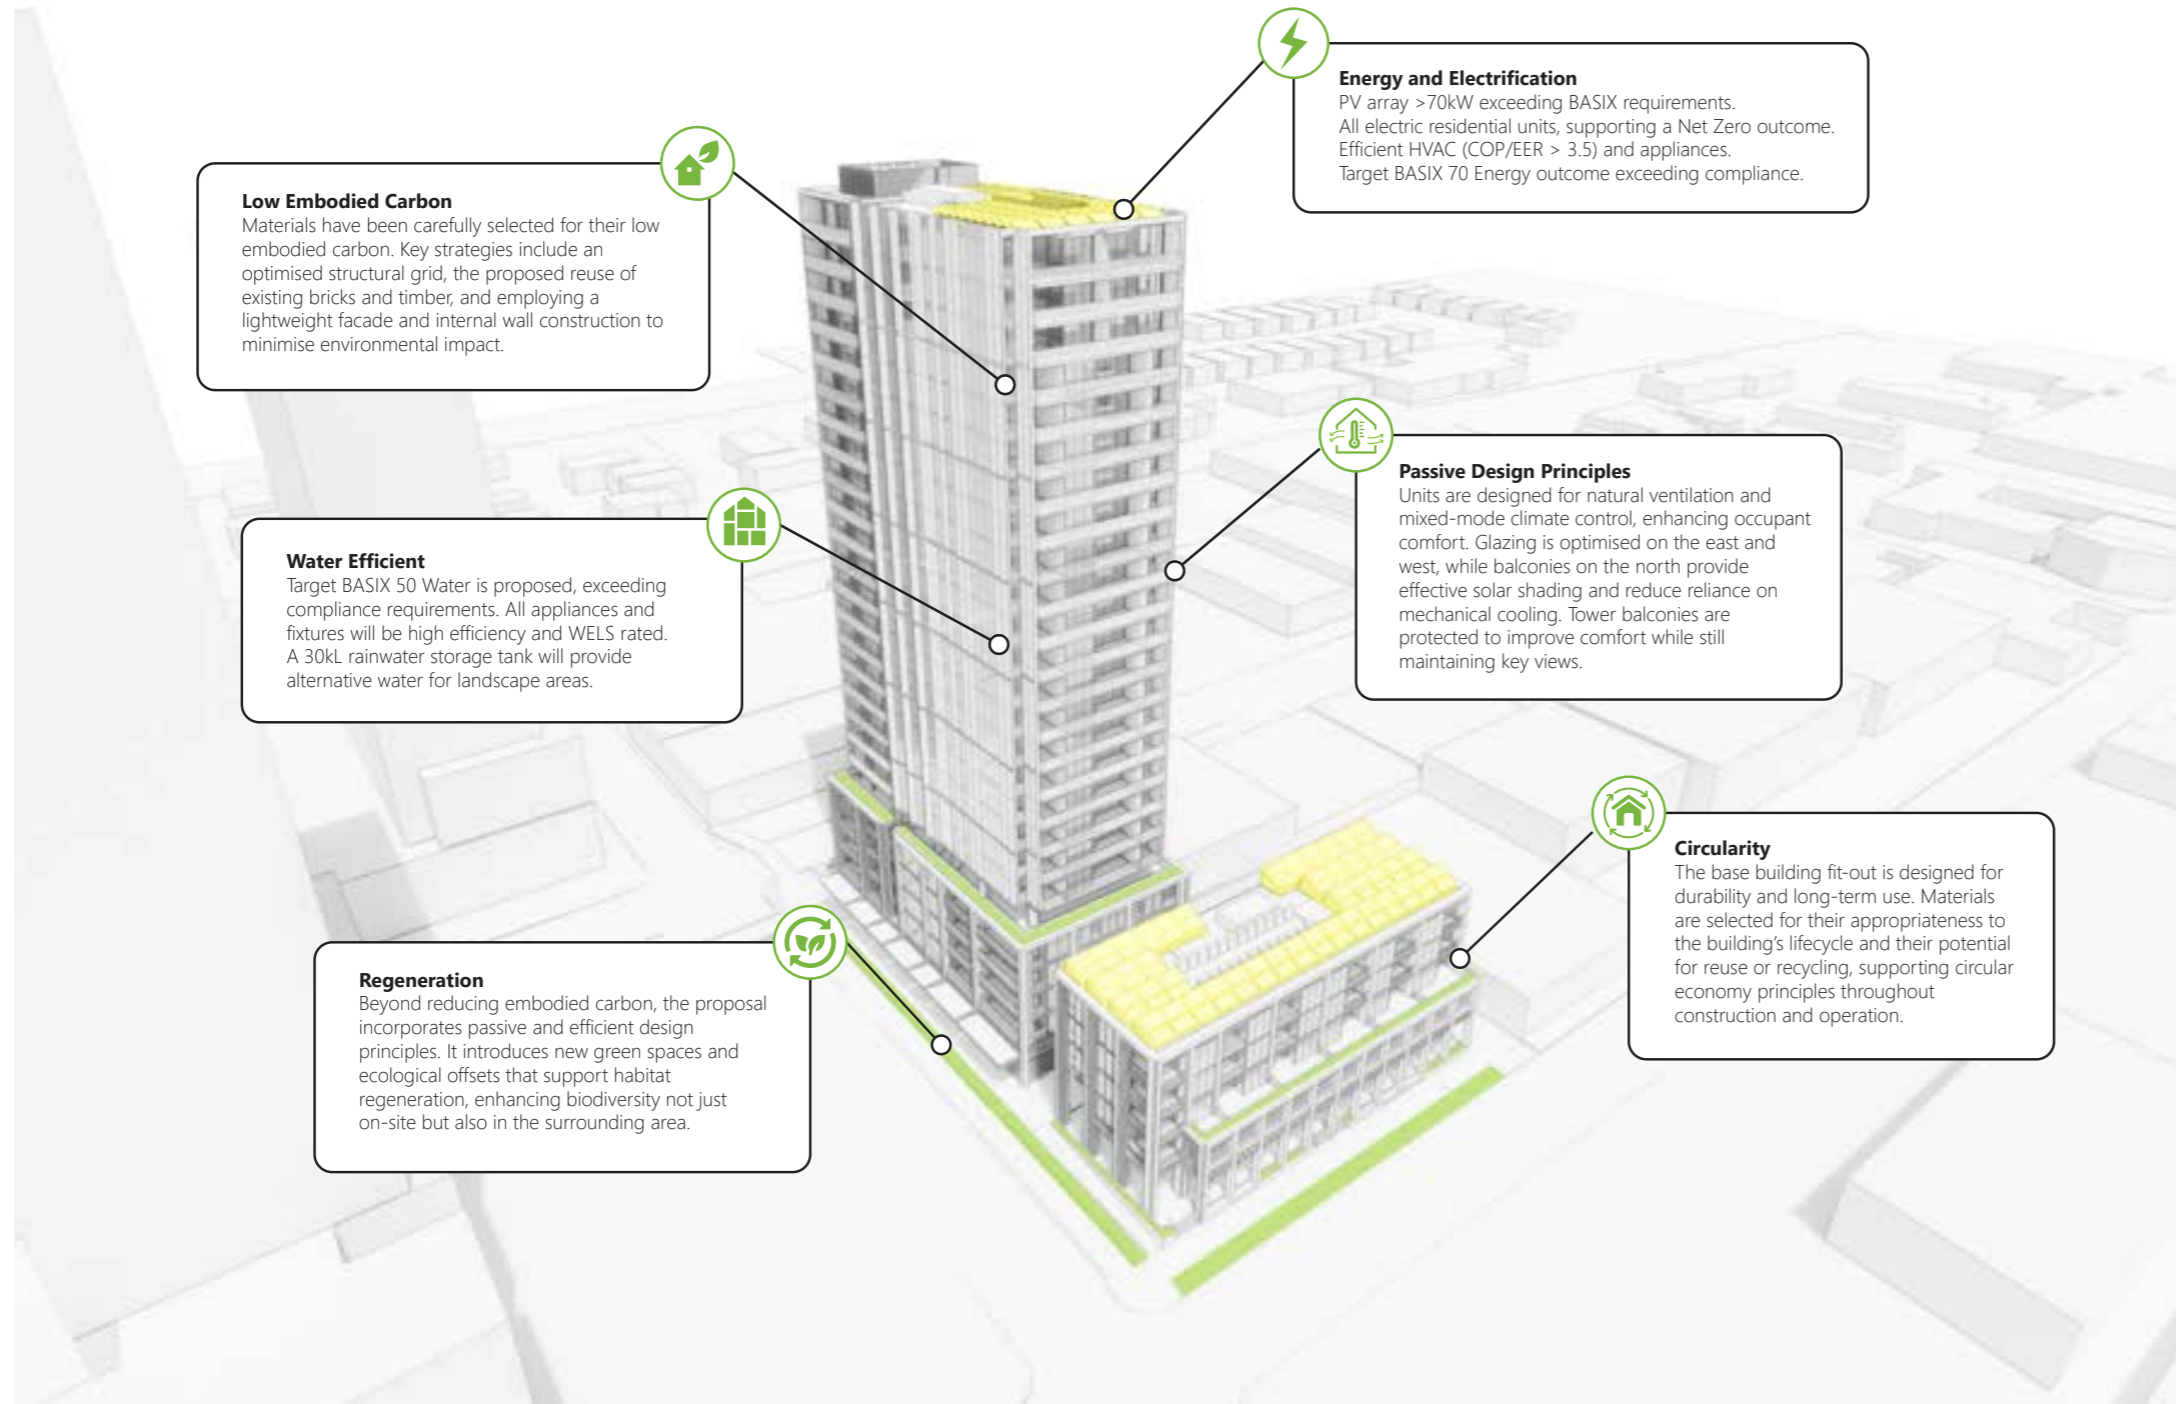 Energy and Electrification
PV array >70kW exceeding BASIX requirements.
All electric residential units, supporting a Net Zero outcome.
Efficient HVAC (COP/EER > 3.5) and appliances.
Target BASIX 70 Energy outcome exceeding compliance.
Low Embodied Carbon
Materials have been carefully selected for their low
embodied carbon. Key strategies include an
optimised structural grid, the proposed reuse of
existing bricks and timber, and employing a
lightweight facade and internal wall construction to
minimise environmental impact.
Passive Design Principles
Units are designed for natural ventilation and
mixed-mode climate control, enhancing occupant
comfort. Glazing is optimised on the east and
west, while balconies on the north provide
effective solar shading and reduce reliance on
mechanical cooling. Tower balconies are
protected to improve comfort while still
maintaining key views.
Water Efficient
Target BASIX 50 Water is proposed, exceeding
compliance requirements. All appliances and
fixtures will be high efficiency and WELS rated.
A 30kL rainwater storage tank will provide
alternative water for landscape areas.
Circularity
The base building fit-out is designed for
durability and long-term use. Materials
are selected for their appropriateness to
the building's lifecycle and their potential
for reuse or recycling, supporting circular
economy principles throughout
construction and operation.
Regeneration
Beyond reducing embodied carbon, the proposal
incorporates passive and efficient design
principles. It introduces new green spaces and
ecological offsets that support habitat
regeneration, enhancing biodiversity not just
on-site but also in the surrounding area.